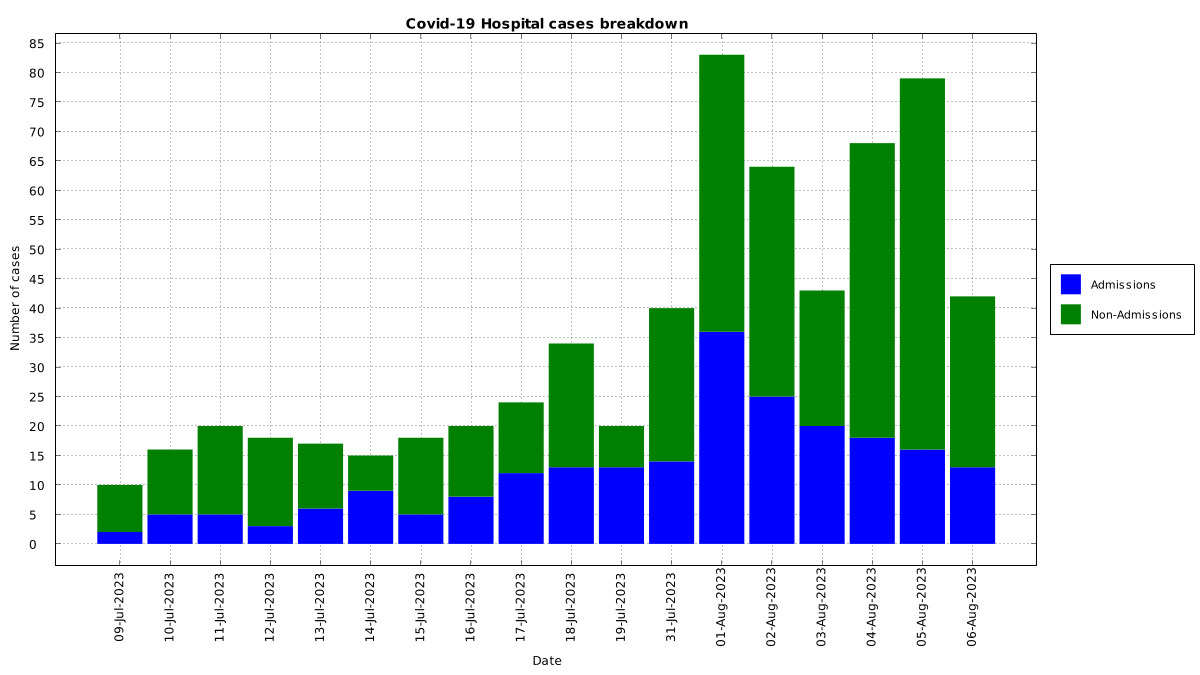 Covid-19 Hospital cases breakdown
85
80
75
70
65
60
55
50
45
40
35
30
25
20
15
10
5
0
Number of cases
09-Jul-2023
10-Jul-2023
11-Jul-2023
12-Jul-2023
13-Jul-2023
14-Jul-2023
15-Jul-2023
16-Jul-2023
17-Jul-2023
18-Jul-2023
19-Jul-2023
31-Jul-2023
01-Aug-2023
02-Aug-2023
03-Aug-2023
04-Aug-2023
05-Aug-2023
06-Aug-2023
Date
Admissions
Non-Admissions